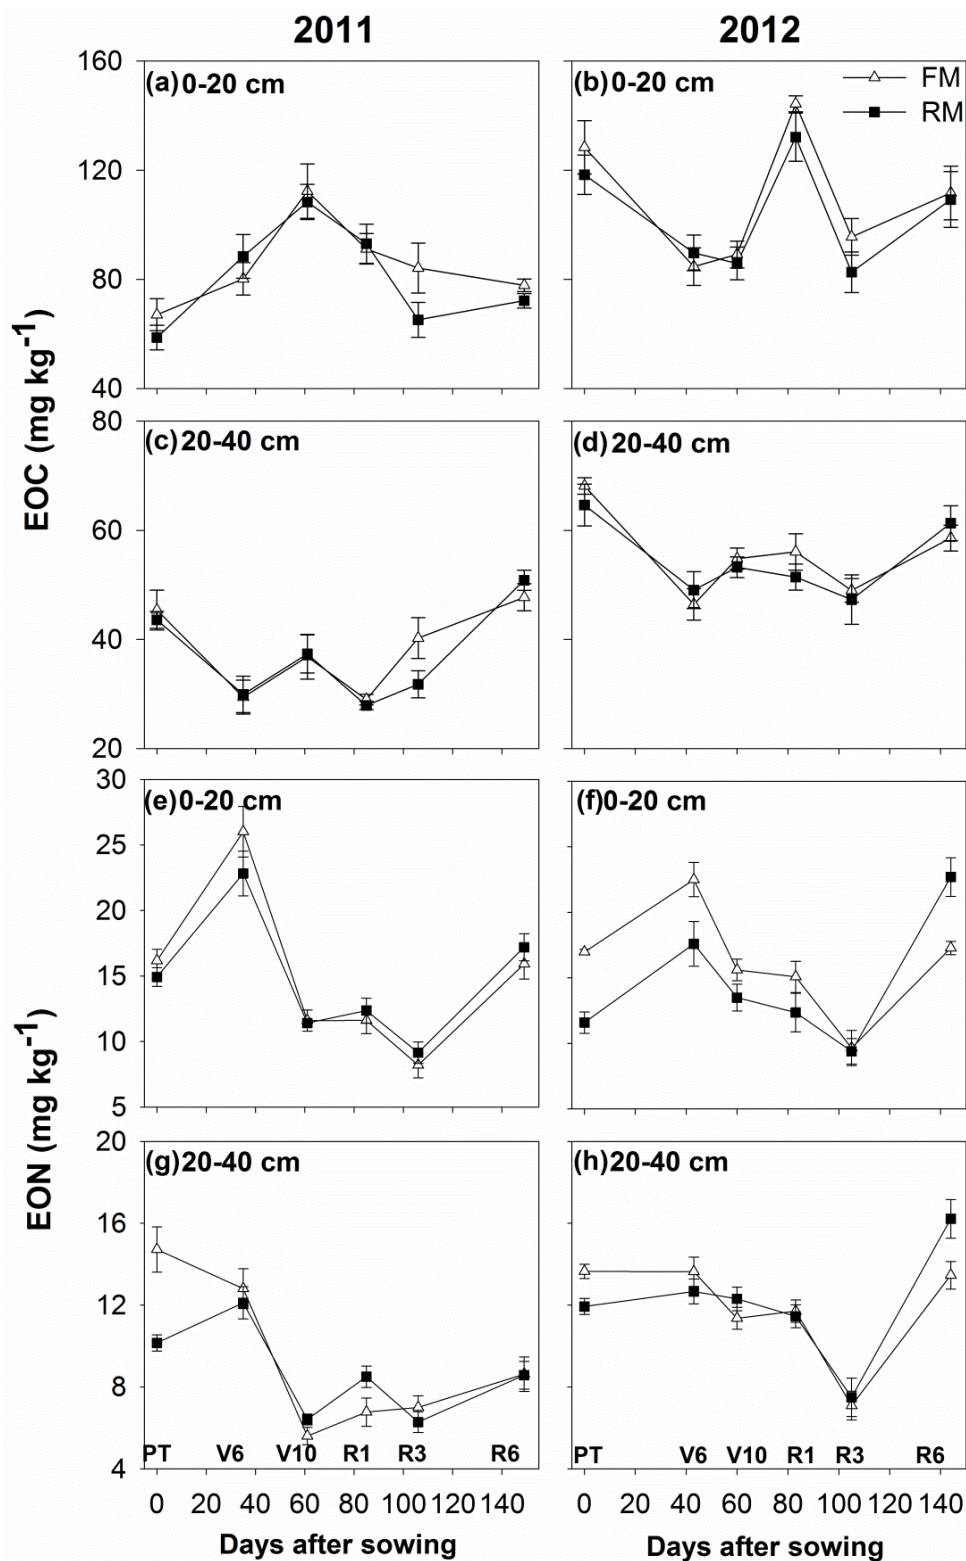 2011 2012
EOC (mg kg⁻¹)
EON (mg kg⁻¹)
(a) 0-20 cm
160
120
80
40
(b) 0-20 cm
FM
RM
(c) 20-40 cm
80
60
40
20
(d) 20-40 cm
(e) 0-20 cm
30
25
20
15
10
5
(f) 0-20 cm
(g) 20-40 cm
20
16
12
8
4
PT V6 V10 R1 R3 R6
0 20 40 60 80 100 120 140
Days after sowing
(h) 20-40 cm
PT V6 V10 R1 R3 R6
0 20 40 60 80 100 120 140
Days after sowing